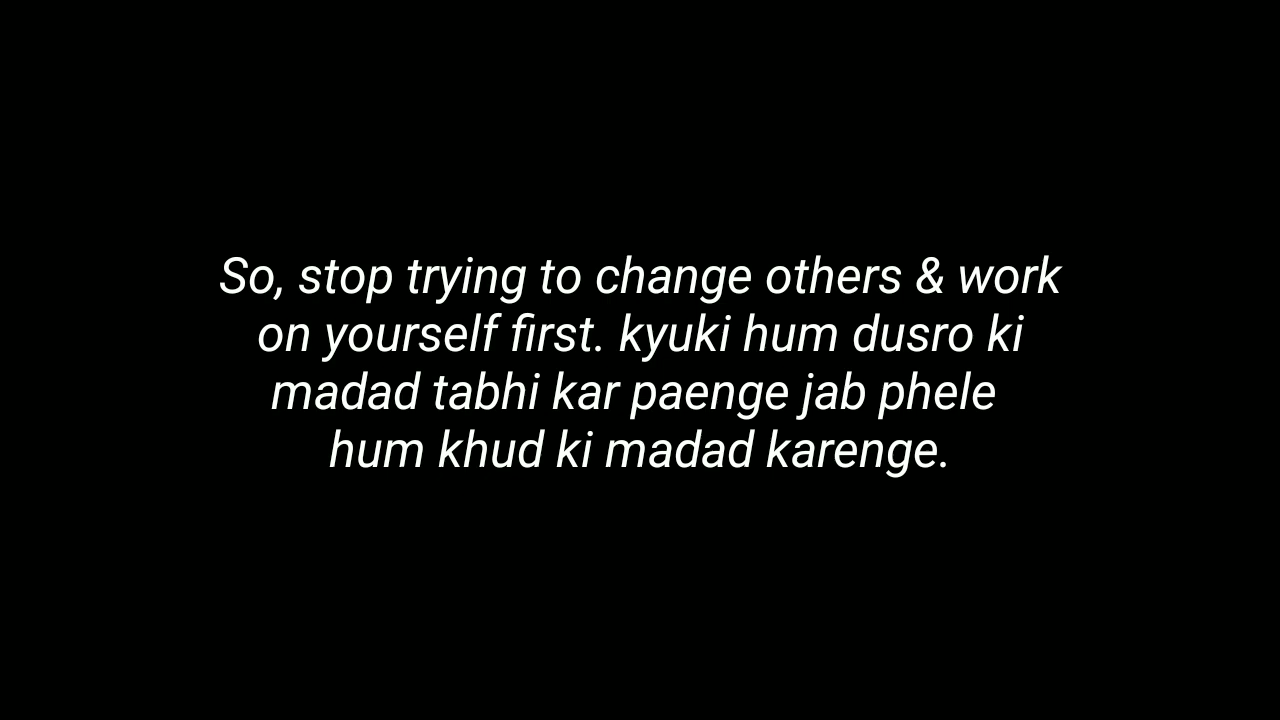 So, stop trying to change others & work
on yourself first. kyuki hum dusro ki
madad tabhi kar paenge jab phele
hum khud ki madad karenge.